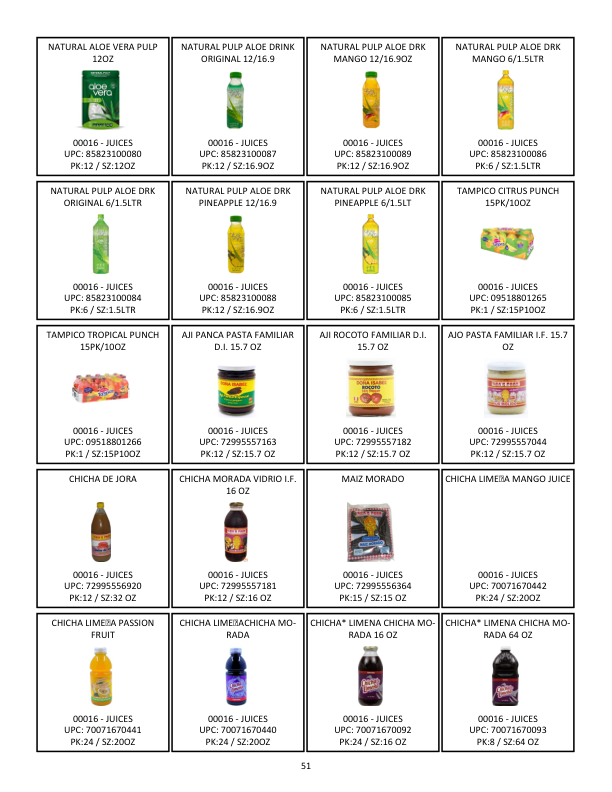 NATURAL ALOE VERA PULP
12OZ
aloe
vera
00016 - JUICES
UPC: 85823100080
PK:12 / SZ:12OZ
NATURAL PULP ALOE DRINK
ORIGINAL 12/16.9
00016 - JUICES
UPC: 85823100087
PK:12 / SZ:16.9OZ
NATURAL PULP ALOE DRK
MANGO 12/16.9OZ
00016 - JUICES
UPC: 85823100089
PK:12 / SZ:16.9OZ
NATURAL PULP ALOE DRK
MANGO 6/1.5LTR
00016 - JUICES
UPC: 85823100086
PK:6 / SZ:1.5LTR
NATURAL PULP ALOE DRK
ORIGINAL 6/1.5LTR
00016 - JUICES
UPC: 85823100084
PK:6 / SZ:1.5LTR
NATURAL PULP ALOE DRK
PINEAPPLE 12/16.9
00016 - JUICES
UPC: 85823100088
PK:12 / SZ:16.9OZ
NATURAL PULP ALOE DRK
PINEAPPLE 6/1.5LT
00016 - JUICES
UPC: 85823100085
PK:6 / SZ:1.5LTR
TAMPICO CITRUS PUNCH
15PK/10OZ
00016 - JUICES
UPC: 09518801265
PK:1 / SZ:15P10OZ
TAMPICO TROPICAL PUNCH
15PK/10OZ
00016 - JUICES
UPC: 09518801266
PK:1 / SZ:15P10OZ
AJI PANCA PASTA FAMILIAR
D.I. 15.7 OZ
DOÑA ISABEL
00016 - JUICES
UPC: 72995557163
PK:12 / SZ:15.7 OZ
AJI ROCOTO FAMILIAR D.I.
15.7 OZ
DOÑA ISABEL
ROCOTO
00016 - JUICES
UPC: 72995557182
PK:12 / SZ:15.7 OZ
AJO PASTA FAMILIAR I.F. 15.7
OZ
00016 - JUICES
UPC: 72995557044
PK:12 / SZ:15.7 OZ
CHICHA DE JORA
00016 - JUICES
UPC: 72995556920
PK:12 / SZ:32 OZ
CHICHA MORADA VIDRIO I.F.
16 OZ
00016 - JUICES
UPC: 72995557181
PK:12 / SZ:16 OZ
MAIZ MORADO
00016 - JUICES
UPC: 72995556364
PK:15 / SZ:15 OZ
CHICHA LIME�A MANGO JUICE
00016 - JUICES
UPC: 70071670442
PK:24 / SZ:20OZ
CHICHA LIME�A PASSION
FRUIT
00016 - JUICES
UPC: 70071670441
PK:24 / SZ:20OZ
CHICHA LIME�ACHICHA MO-
RADA
00016 - JUICES
UPC: 70071670440
PK:24 / SZ:20OZ
CHICHA* LIMENA CHICHA MO-
RADA 16 OZ
00016 - JUICES
UPC: 70071670092
PK:24 / SZ:16 OZ
CHICHA* LIMENA CHICHA MO-
RADA 64 OZ
00016 - JUICES
UPC: 70071670093
PK:8 / SZ:64 OZ
51